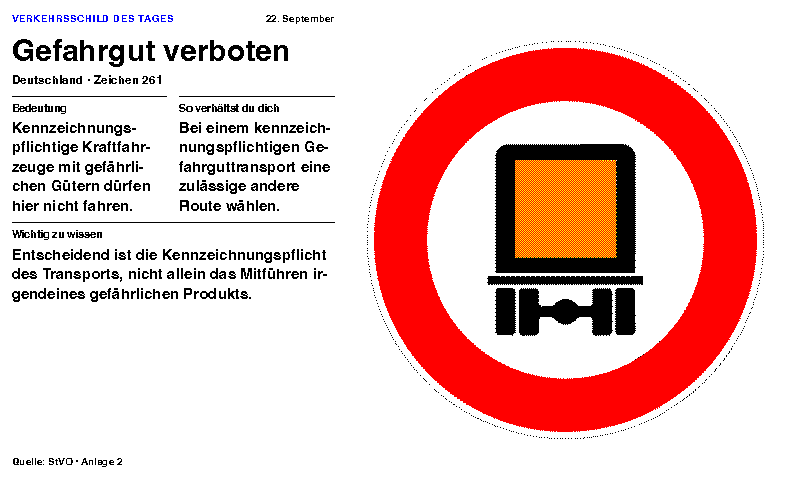 VERKEHRSSCHILD DES TAGES
22. September
Gefahrgut verboten
Deutschland · Zeichen 261
Bedeutung
Kennzeichnungs-
pflichtige Kraftfahr-
zeuge mit gefährli-
chen Gütern dürfen
hier nicht fahren.
So verhältst du dich
Bei einem kennzeich-
nungspflichtigen Ge-
fahrguttransport eine
zulässige andere
Route wählen.
Wichtig zu wissen
Entscheidend ist die Kennzeichnungspflicht
des Transports, nicht allein das Mitführen ir-
gendeines gefährlichen Produkts.
Quelle: StVO · Anlage 2